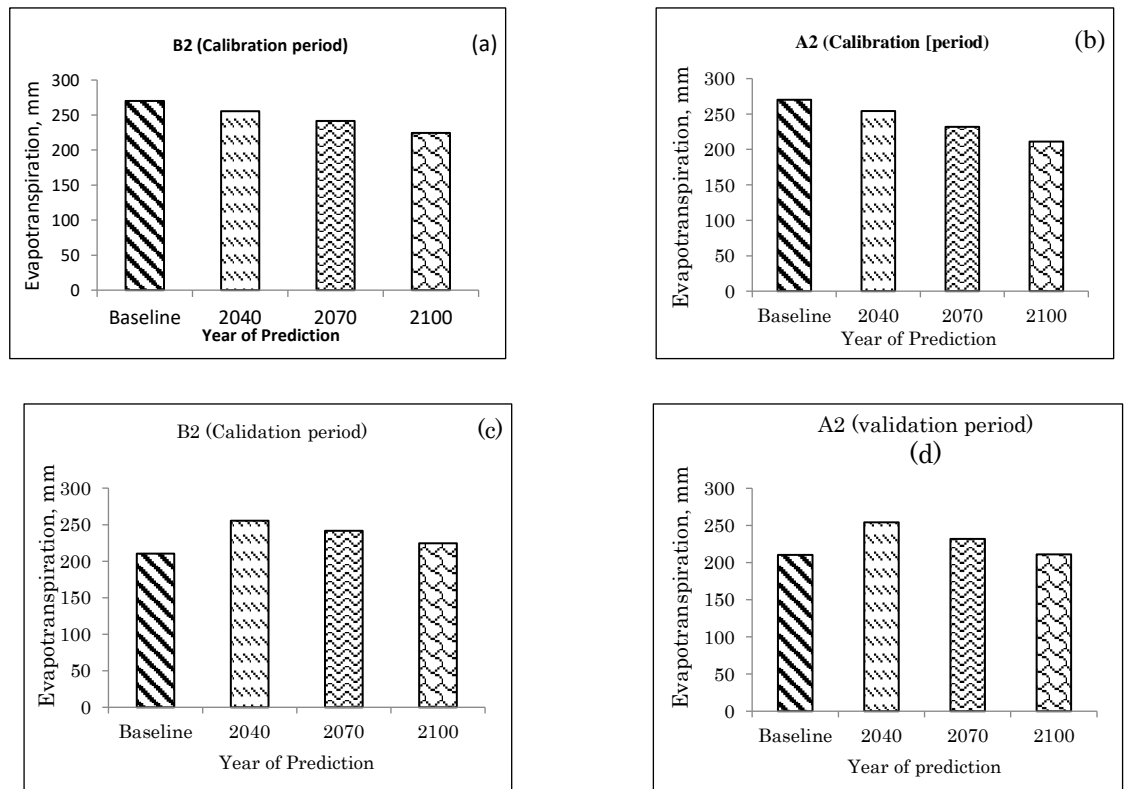 B2 (Calibration period)
(a)
Evapotranspiration, mm
300
250
200
150
100
50
0
Baseline 2040 2070 2100
Year of Prediction
A2 (Calibration [period)
(b)
Evapotranspiration, mm
300
250
200
150
100
50
0
Baseline 2040 2070 2100
Year of Prediction
B2 (Calidation period)
(c)
Evapotranspiration, mm
300
250
200
150
100
50
0
Baseline 2040 2070 2100
Year of Prediction
A2 (validation period)
(d)
Evapotranspiration, mm
300
250
200
150
100
50
0
Baseline 2040 2070 2100
Year of prediction